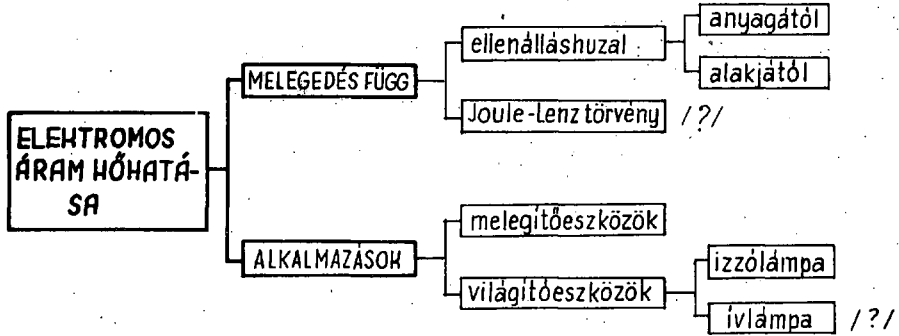 ELEKTROMOS
ÁRAM HŐHATÁ-
SA
MELEGEDÉS FÜGG
ellenálláshuzal
anyagától
alakjától
Joule-Lenz törvény /?/
ALKALMAZÁSOK
melegítőeszközök
világítóeszközök
izzólámpa
ívlámpa /?/